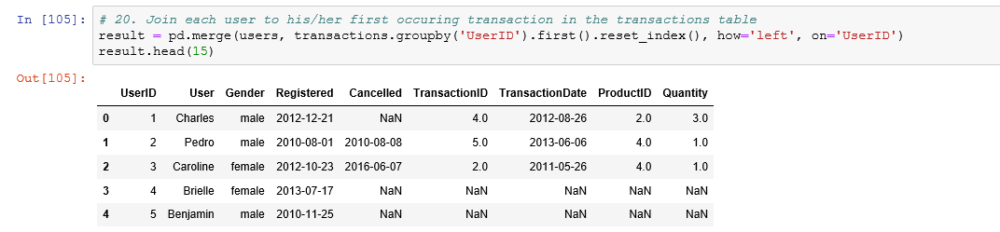 In [105]: # 20. Join each user to his/her first occuring transaction in the transactions table
result = pd.merge(users, transactions.groupby('UserID').first().reset_index(), how='left', on='UserID')
result.head(15)
Out[105]:
UserID User Gender Registered Cancelled TransactionID TransactionDate ProductID Quantity
0 1 Charles male 2012-12-21 NaN 4.0 2012-08-26 2.0 3.0
1 2 Pedro male 2010-08-01 2010-08-08 5.0 2013-06-06 4.0 1.0
2 3 Caroline female 2012-10-23 2016-06-07 2.0 2011-05-26 4.0 1.0
3 4 Brielle female 2013-07-17 NaN NaN NaN NaN NaN
4 5 Benjamin male 2010-11-25 NaN NaN NaN NaN NaN